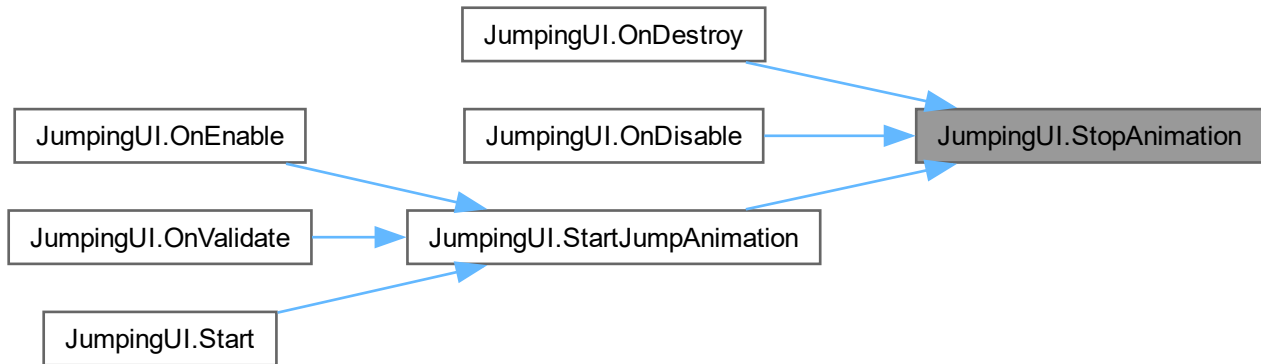 JumpingUI.OnDestroy
JumpingUI.OnEnable
JumpingUI.OnDisable
JumpingUI.StopAnimation
JumpingUI.OnValidate
JumpingUI.StartJumpAnimation
JumpingUI.Start